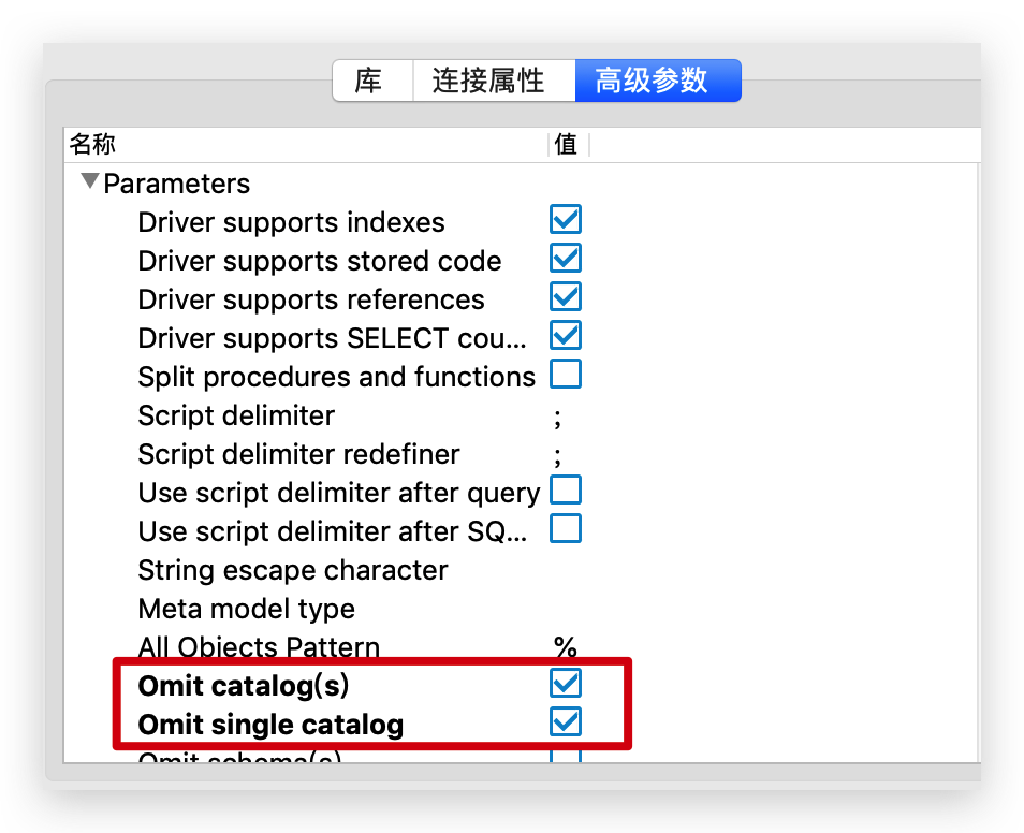 库 连接属性 高级参数
名称 值
Parameters
Driver supports indexes
Driver supports stored code
Driver supports references
Driver supports SELECT cou...
Split procedures and functions
Script delimiter ;
Script delimiter redefiner ;
Use script delimiter after query
Use script delimiter after SQ...
String escape character
Meta model type
All Objects Pattern %
Omit catalog(s)
Omit single catalog
Omit schema(s)